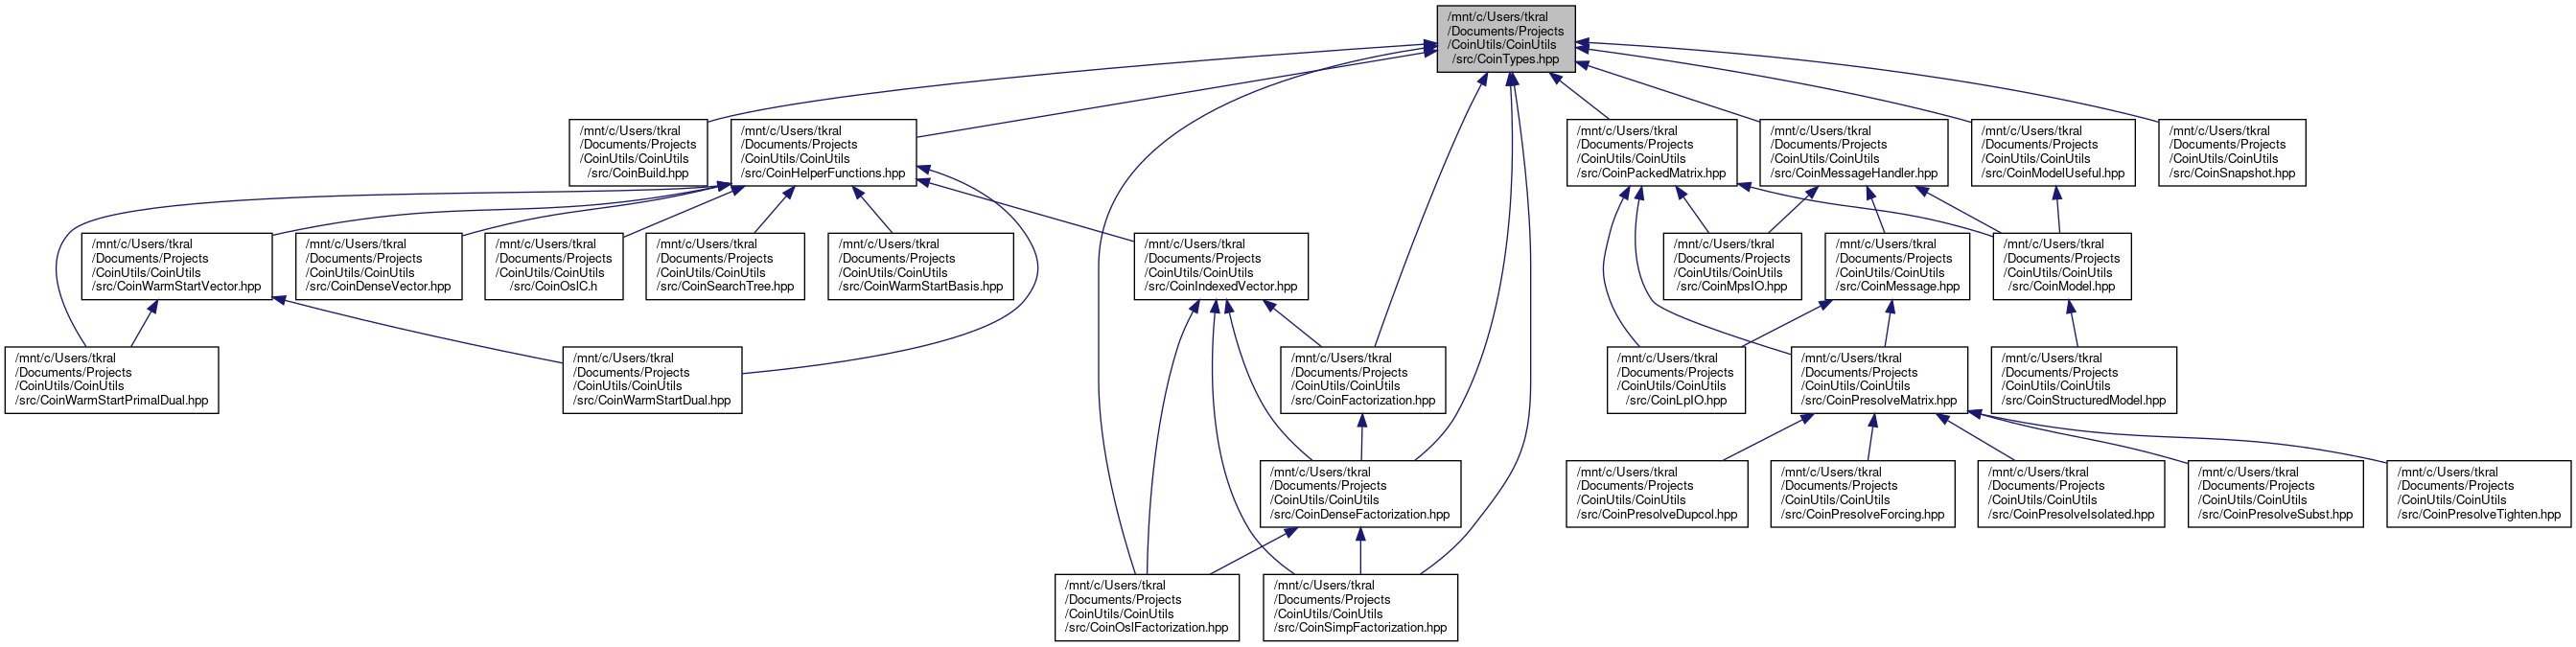 /mnt/c/Users/tkral
/Documents/Projects
/CoinUtils/CoinUtils
/src/CoinTypes.hpp
/mnt/c/Users/tkral
/Documents/Projects
/CoinUtils/CoinUtils
/src/CoinBuild.hpp
/mnt/c/Users/tkral
/Documents/Projects
/CoinUtils/CoinUtils
/src/CoinHelperFunctions.hpp
/mnt/c/Users/tkral
/Documents/Projects
/CoinUtils/CoinUtils
/src/CoinPackedMatrix.hpp
/mnt/c/Users/tkral
/Documents/Projects
/CoinUtils/CoinUtils
/src/CoinMessageHandler.hpp
/mnt/c/Users/tkral
/Documents/Projects
/CoinUtils/CoinUtils
/src/CoinModelUseful.hpp
/mnt/c/Users/tkral
/Documents/Projects
/CoinUtils/CoinUtils
/src/CoinSnapshot.hpp
/mnt/c/Users/tkral
/Documents/Projects
/CoinUtils/CoinUtils
/src/CoinWarmStartVector.hpp
/mnt/c/Users/tkral
/Documents/Projects
/CoinUtils/CoinUtils
/src/CoinDenseVector.hpp
/mnt/c/Users/tkral
/Documents/Projects
/CoinUtils/CoinUtils
/src/CoinOslC.h
/mnt/c/Users/tkral
/Documents/Projects
/CoinUtils/CoinUtils
/src/CoinSearchTree.hpp
/mnt/c/Users/tkral
/Documents/Projects
/CoinUtils/CoinUtils
/src/CoinWarmStartBasis.hpp
/mnt/c/Users/tkral
/Documents/Projects
/CoinUtils/CoinUtils
/src/CoinIndexedVector.hpp
/mnt/c/Users/tkral
/Documents/Projects
/CoinUtils/CoinUtils
/src/CoinMpsIO.hpp
/mnt/c/Users/tkral
/Documents/Projects
/CoinUtils/CoinUtils
/src/CoinMessage.hpp
/mnt/c/Users/tkral
/Documents/Projects
/CoinUtils/CoinUtils
/src/CoinModel.hpp
/mnt/c/Users/tkral
/Documents/Projects
/CoinUtils/CoinUtils
/src/CoinWarmStartPrimalDual.hpp
/mnt/c/Users/tkral
/Documents/Projects
/CoinUtils/CoinUtils
/src/CoinWarmStartDual.hpp
/mnt/c/Users/tkral
/Documents/Projects
/CoinUtils/CoinUtils
/src/CoinFactorization.hpp
/mnt/c/Users/tkral
/Documents/Projects
/CoinUtils/CoinUtils
/src/CoinLpIO.hpp
/mnt/c/Users/tkral
/Documents/Projects
/CoinUtils/CoinUtils
/src/CoinPresolveMatrix.hpp
/mnt/c/Users/tkral
/Documents/Projects
/CoinUtils/CoinUtils
/src/CoinStructuredModel.hpp
/mnt/c/Users/tkral
/Documents/Projects
/CoinUtils/CoinUtils
/src/CoinDenseFactorization.hpp
/mnt/c/Users/tkral
/Documents/Projects
/CoinUtils/CoinUtils
/src/CoinPresolveDupcol.hpp
/mnt/c/Users/tkral
/Documents/Projects
/CoinUtils/CoinUtils
/src/CoinPresolveForcing.hpp
/mnt/c/Users/tkral
/Documents/Projects
/CoinUtils/CoinUtils
/src/CoinPresolveIsolated.hpp
/mnt/c/Users/tkral
/Documents/Projects
/CoinUtils/CoinUtils
/src/CoinPresolveSubst.hpp
/mnt/c/Users/tkral
/Documents/Projects
/CoinUtils/CoinUtils
/src/CoinPresolveTighten.hpp
/mnt/c/Users/tkral
/Documents/Projects
/CoinUtils/CoinUtils
/src/CoinOslFactorization.hpp
/mnt/c/Users/tkral
/Documents/Projects
/CoinUtils/CoinUtils
/src/CoinSimpFactorization.hpp